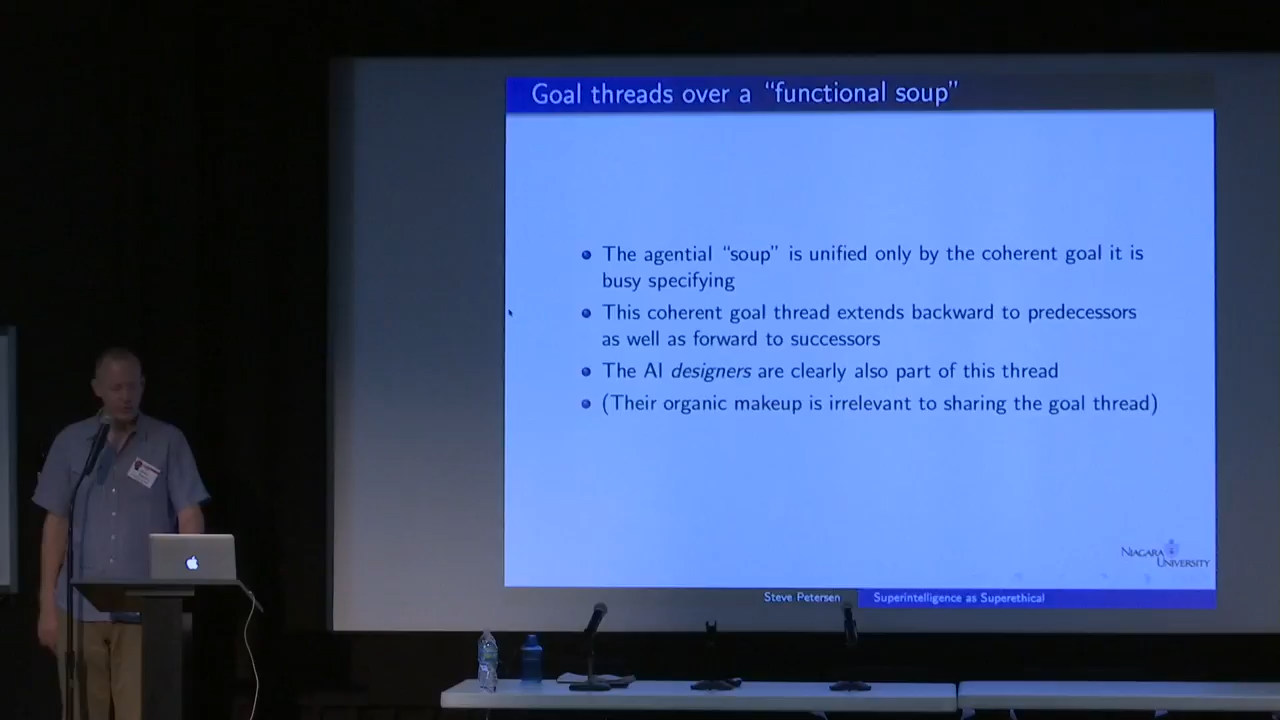 Goal threads over a “functional soup”
The agential “soup” is unified only by the coherent goal it is
busy specifying
This coherent goal thread extends backward to predecessors
as well as forward to successors
The AI designers are clearly also part of this thread
(Their organic makeup is irrelevant to sharing the goal thread)
NIAGARA
UNIVERSITY
Steve Petersen
Superintelligence as Superethical